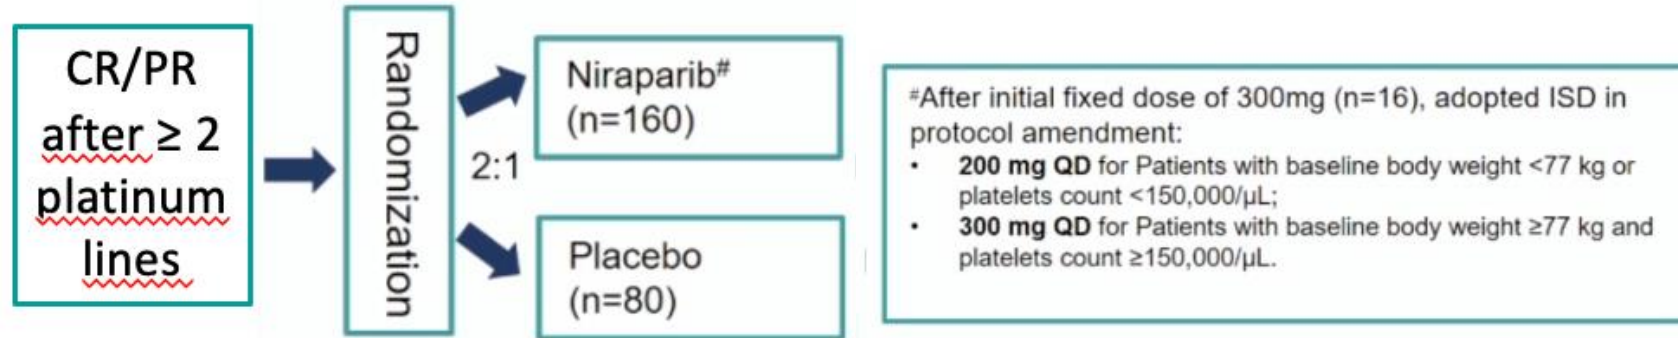 CR/PR
after ≥ 2
platinum
lines
Randomization
2:1
Niraparib#
(n=160)
Placebo
(n=80)
#After initial fixed dose of 300mg (n=16), adopted ISD in
protocol amendment:
• 200 mg QD for Patients with baseline body weight <77 kg or
platelets count <150,000/µL;
• 300 mg QD for Patients with baseline body weight ≥77 kg and
platelets count ≥150,000/µL.